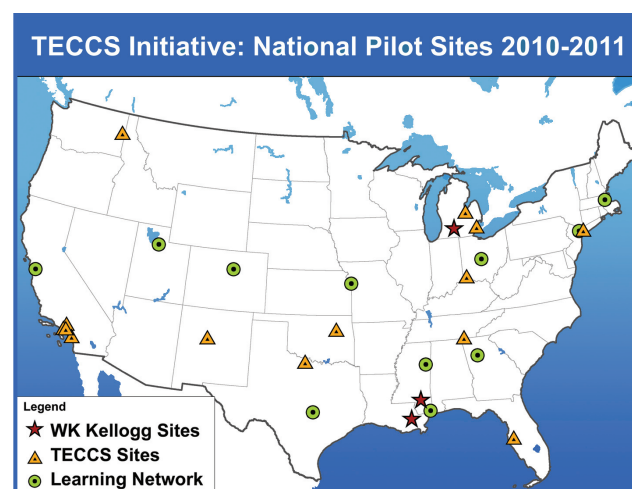 TECCS Initiative: National Pilot Sites 2010-2011
Legend
WK Kellogg Sites
TECCS Sites
Learning Network